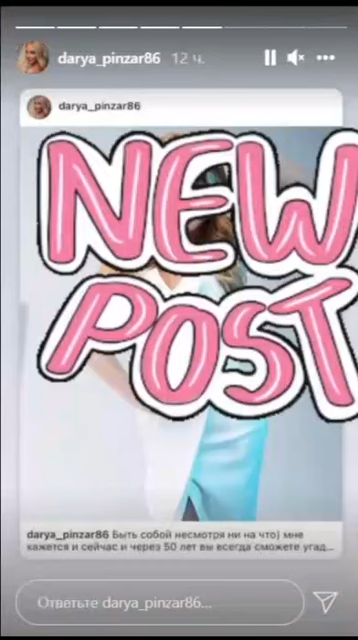 darya_pinzar86 12 ч.
darya_pinzar86
NEW
POST
darya_pinzar86 Быть собой несмотря ни на что) мне
кажется и сейчас и через 50 лет вы всегда сможете угад...
Ответьте darya_pinzar86...